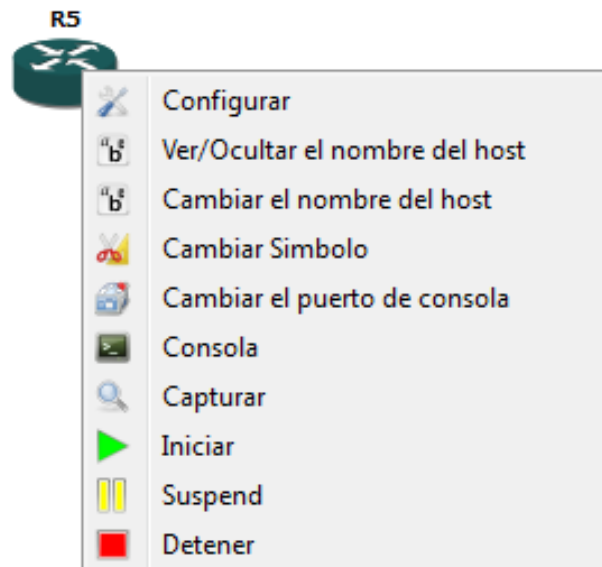 R5
Configurar
Ver/Ocultar el nombre del host
Cambiar el nombre del host
Cambiar Simbolo
Cambiar el puerto de consola
Consola
Capturar
Iniciar
Suspend
Detener